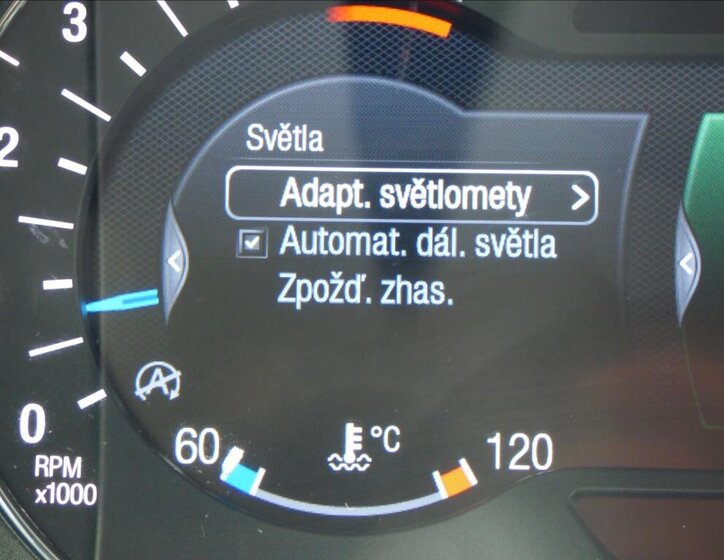 3
2
Světla
Adapt. světlomety >
Automat. dál. světla
Zpožď. zhas.
A
0
60 °C 120
RPM
x1000